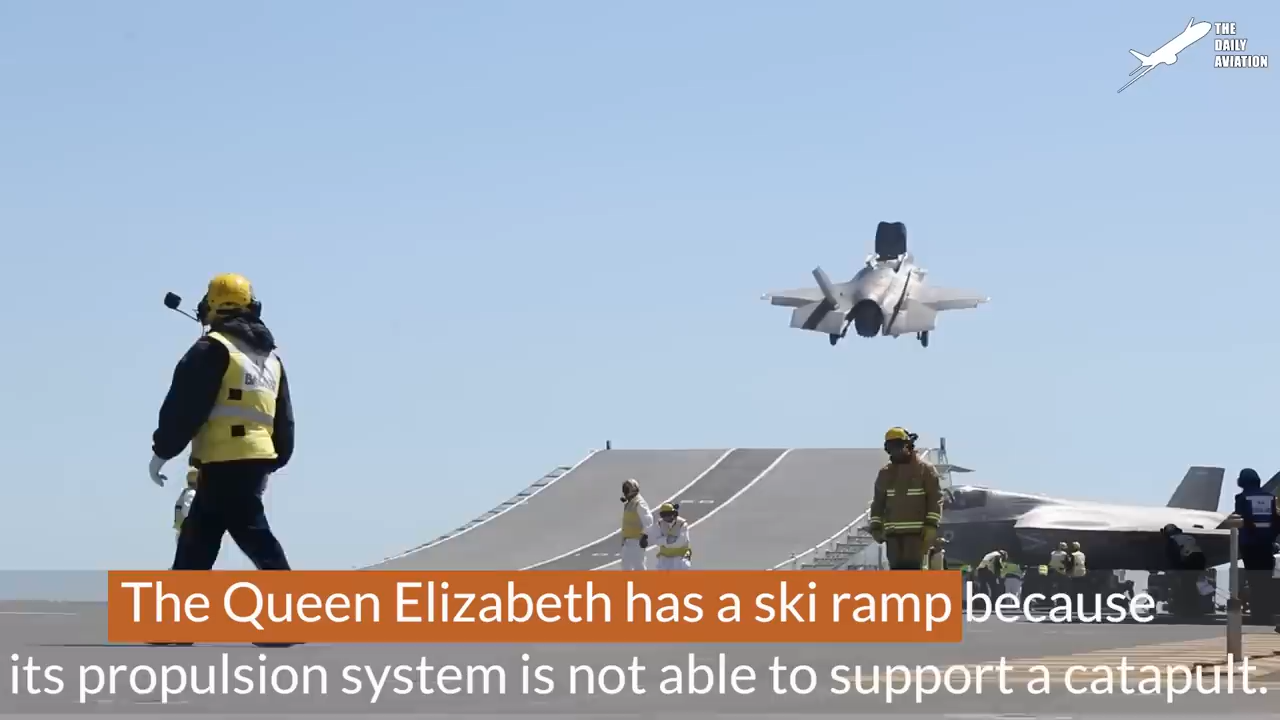 THE
DAILY
AVIATION
The Queen Elizabeth has a ski ramp because
its propulsion system is not able to support a catapult.